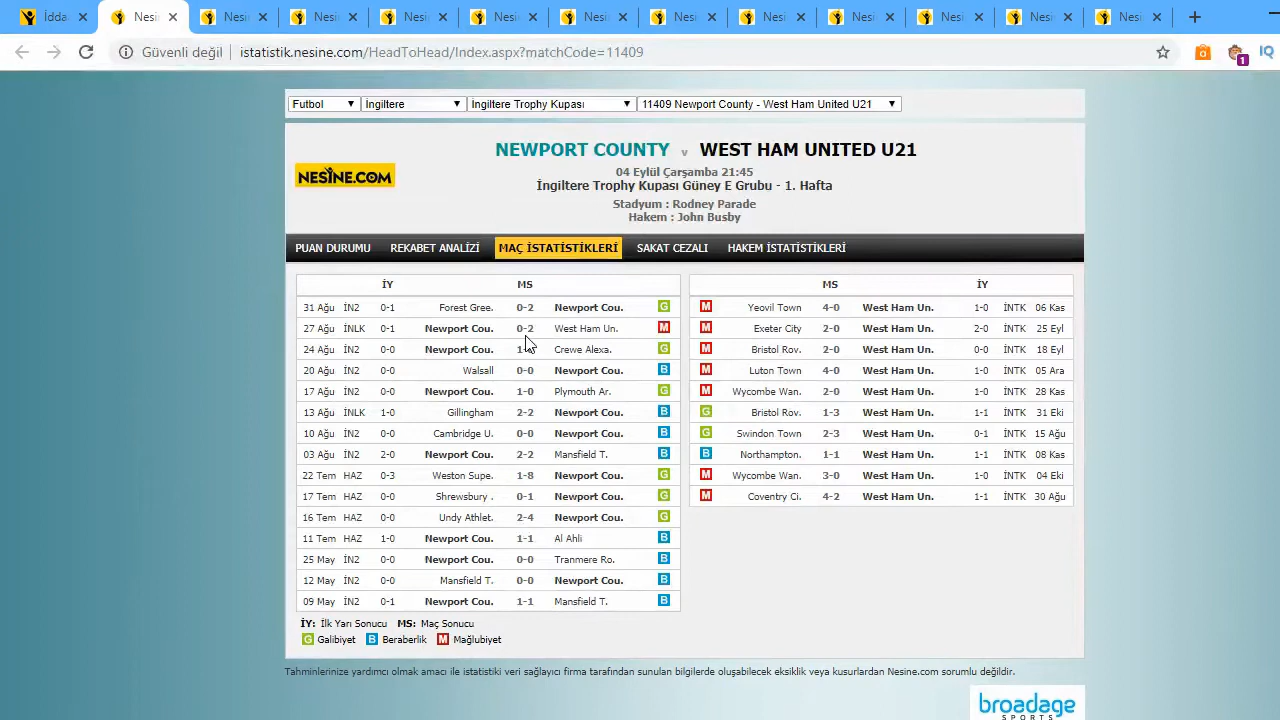 İdda
Nesin
Nesin
Nesin
Nesin
Nesin
Nesin
Nesin
Nesin
Nesin
Nesin
Nesin
Nesin
Güvenli değil istatistik.nesine.com/HeadToHead/Index.aspx?matchCode=11409
1
IQ
Futbol İngiltere İngiltere Trophy Kupası 11409 Newport County - West Ham United U21
NESİNE.COM
NEWPORT COUNTY v WEST HAM UNITED U21
04 Eylül Çarşamba 21:45
İngiltere Trophy Kupası Güney E Grubu - 1. Hafta
Stadyum : Rodney Parade
Hakem : John Busby
PUAN DURUMU REKABET ANALİZİ MAÇ İSTATİSTİKLERİ SAKAT CEZALI HAKEM İSTATİSTİKLERİ
İY MS
31 Ağu İN2 0-1 Forest Gree. 0-2 Newport Cou. G
27 Ağu İNLK 0-1 Newport Cou. 0-2 West Ham Un. M
24 Ağu İN2 0-0 Newport Cou. Crewe Alexa. G
20 Ağu İN2 0-0 Walsall 0-0 Newport Cou. B
17 Ağu İN2 0-0 Newport Cou. 1-0 Plymouth Ar. G
13 Ağu İNLK 1-0 Gillingham 2-2 Newport Cou. B
10 Ağu İN2 0-0 Cambridge U. 0-0 Newport Cou. B
03 Ağu İN2 2-0 Newport Cou. 2-2 Mansfield T. B
22 Tem HAZ 0-3 Weston Supe. 1-8 Newport Cou. G
17 Tem HAZ 0-0 Shrewsbury . 0-1 Newport Cou. G
16 Tem HAZ 0-0 Undy Athlet. 2-4 Newport Cou. G
11 Tem HAZ 1-0 Newport Cou. 1-1 Al Ahli B
25 May İN2 0-0 Newport Cou. 0-0 Tranmere Ro. B
12 May İN2 0-0 Mansfield T. 0-0 Newport Cou. B
09 May İN2 0-1 Newport Cou. 1-1 Mansfield T. B
MS İY
M Yeovil Town 4-0 West Ham Un. 1-0 İNTK 06 Kas
M Exeter City 2-0 West Ham Un. 2-0 İNTK 25 Eyl
M Bristol Rov. 2-0 West Ham Un. 0-0 İNTK 18 Eyl
M Luton Town 4-0 West Ham Un. 1-0 İNTK 05 Ara
M Wycombe Wan. 2-0 West Ham Un. 1-0 İNTK 28 Kas
G Bristol Rov. 1-3 West Ham Un. 1-1 İNTK 31 Eki
G Swindon Town 2-3 West Ham Un. 0-1 İNTK 15 Ağu
B Northampton. 1-1 West Ham Un. 1-1 İNTK 08 Kas
M Wycombe Wan. 3-0 West Ham Un. 1-0 İNTK 04 Eki
M Coventry Ci. 4-2 West Ham Un. 1-1 İNTK 30 Ağu
İY: İlk Yarı Sonucu MS: Maç Sonucu
G Galibiyet B Beraberlik M Mağlubiyet
Tahminlerinize yardımcı olmak amacı ile istatistiki veri sağlayıcı firma tarafından sunulan bilgilerde oluşabilecek eksiklik veya kusurlardan Nesine.com sorumlu değildir.
broadage
SPORTS